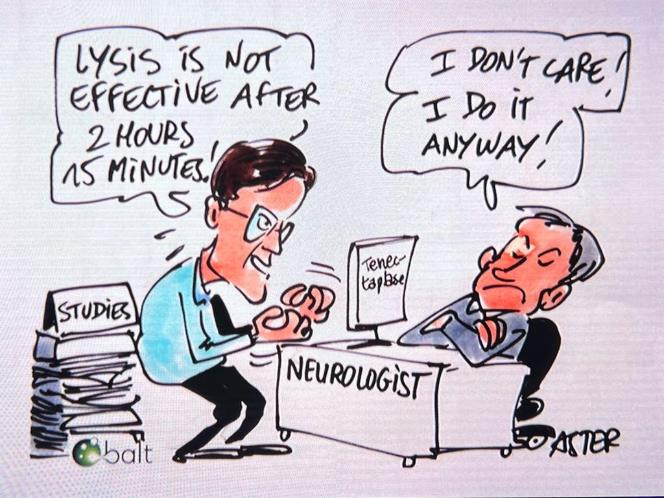 LYSIS IS NOT
EFFECTIVE AFTER
2 HOURS
15 MINUTES!
I DON'T CARE!
I DO IT
ANYWAY!
STUDIES
Tenec-
taplase
NEUROLOGIST
balt
ASTER